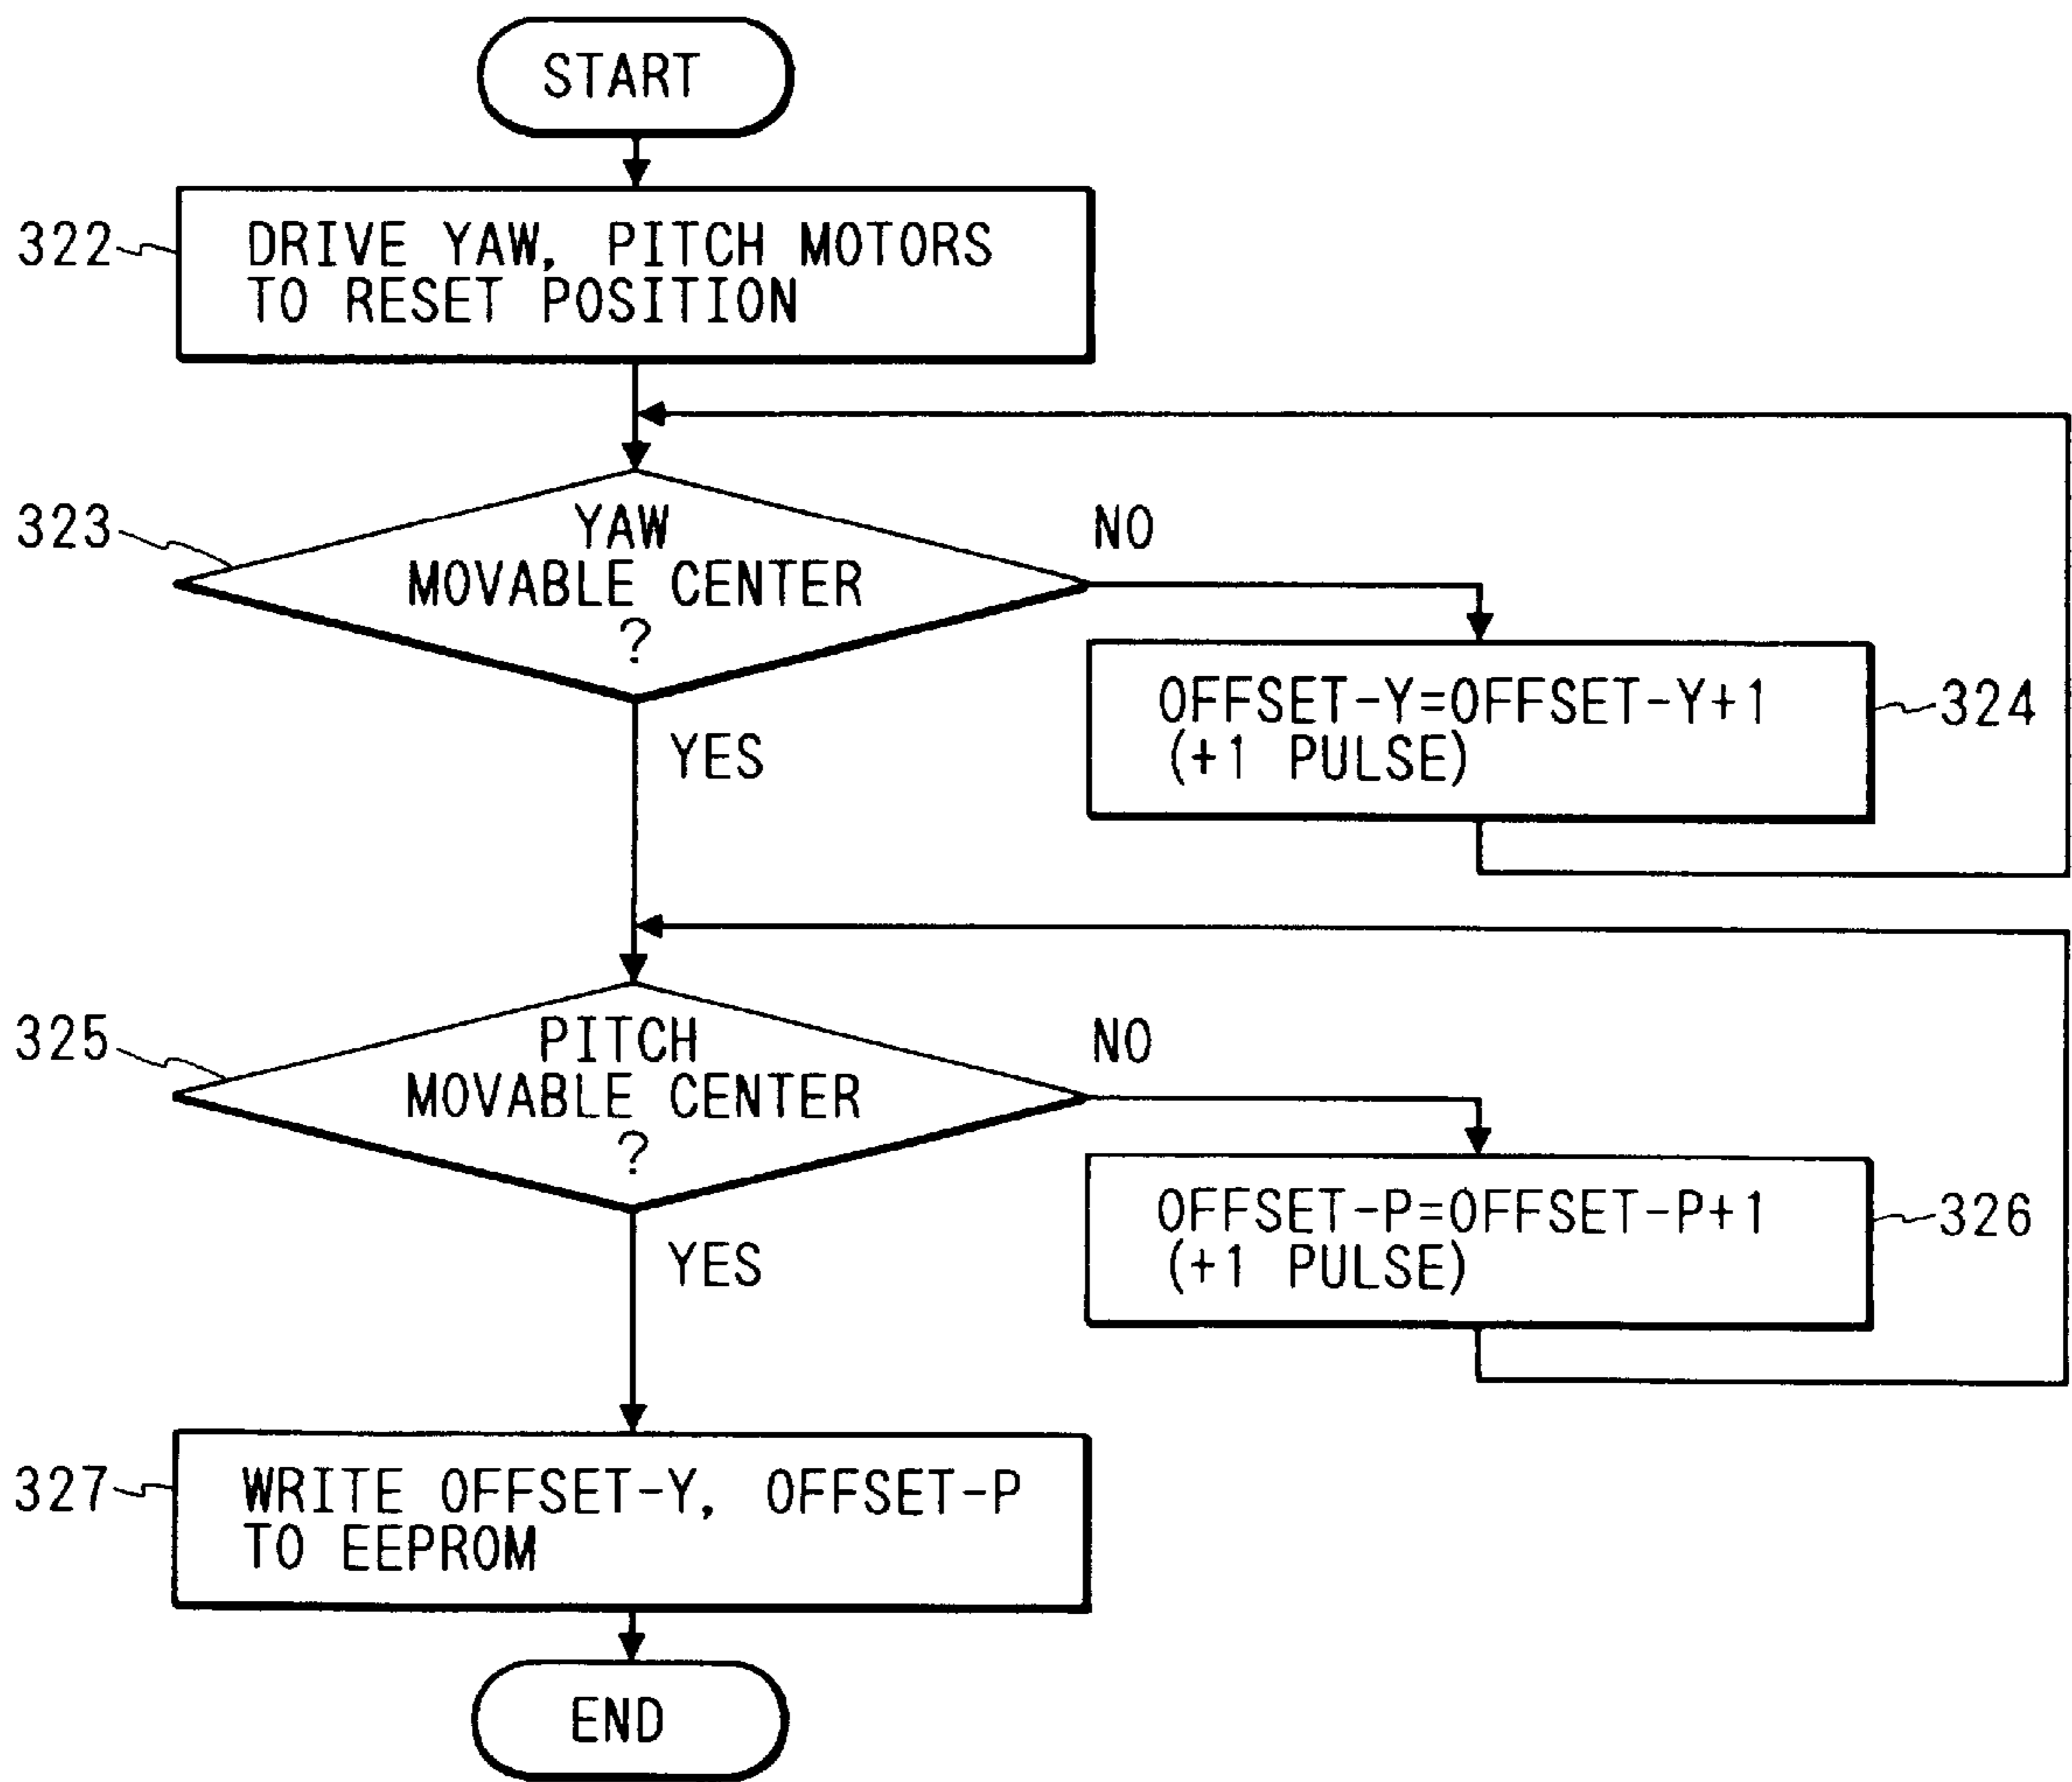 START
322
DRIVE YAW, PITCH MOTORS
TO RESET POSITION
323
YAW
MOVABLE CENTER
?
NO
YES
OFFSET-Y=OFFSET-Y+1
(+1 PULSE)
324
325
PITCH
MOVABLE CENTER
?
NO
YES
OFFSET-P=OFFSET-P+1
(+1 PULSE)
326
327
WRITE OFFSET-Y, OFFSET-P
TO EEPROM
END